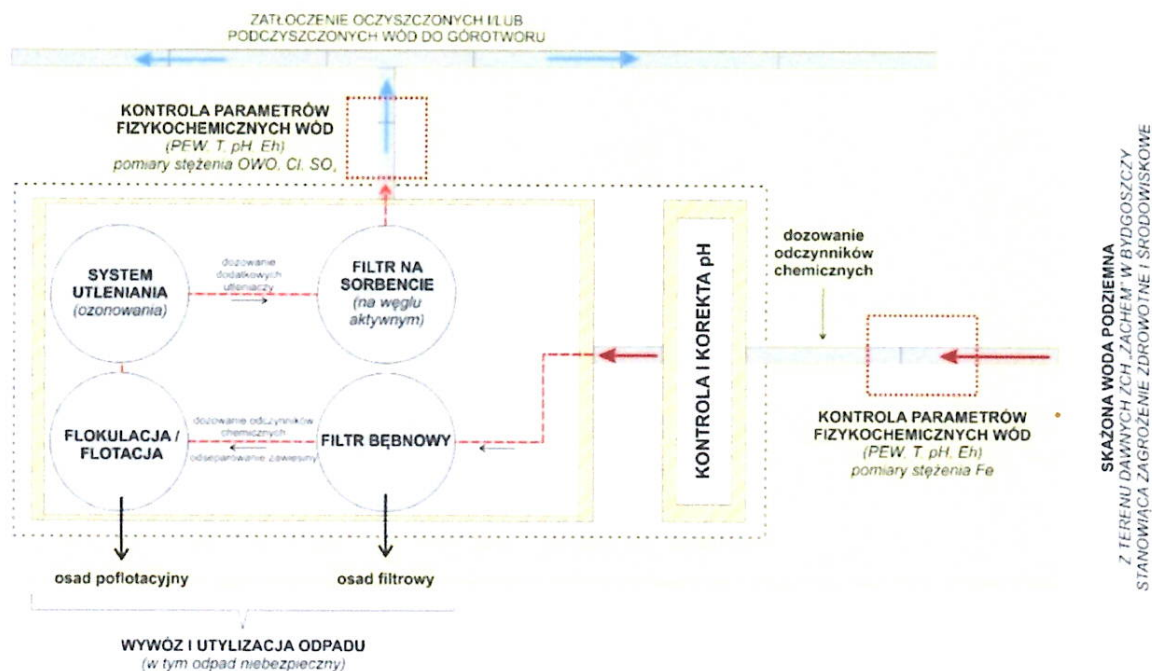 ZATŁOCZENIE OCZYSZCZONYCH I/LUB
PODCZYSZCZONYCH WÓD DO GÓROTWORU
KONTROLA PARAMETRÓW
FIZYKOCHEMICZNYCH WÓD
(PEW, T, pH, Eh)
pomiary stężenia OWO, Cl, SO₄
SYSTEM
UTLENIANIA
(ozonowania)
dozowanie
dodatkowych
utleniaczy
FILTR NA
SORBENCIE
(na węglu
aktywnym)
FLOKULACJA /
FLOTACJA
dozowanie odczynników
chemicznych
odseparowanie zawiesiny
FILTR BĘBNOWY
KONTROLA I KOREKTA pH
dozowanie
odczynników
chemicznych
KONTROLA PARAMETRÓW
FIZYKOCHEMICZNYCH WÓD
(PEW, T, pH, Eh)
pomiary stężenia Fe
SKAŻONA WODA PODZIEMNA
Z TERENU DAWNYCH ZCH „ZACHEM" W BYDGOSZCZY
STANOWIĄCA ZAGROŻENIE ZDROWOTNE I ŚRODOWISKOWE
osad poflotacyjny
osad filtrowy
WYWÓZ I UTYLIZACJA ODPADU
(w tym odpad niebezpieczny)